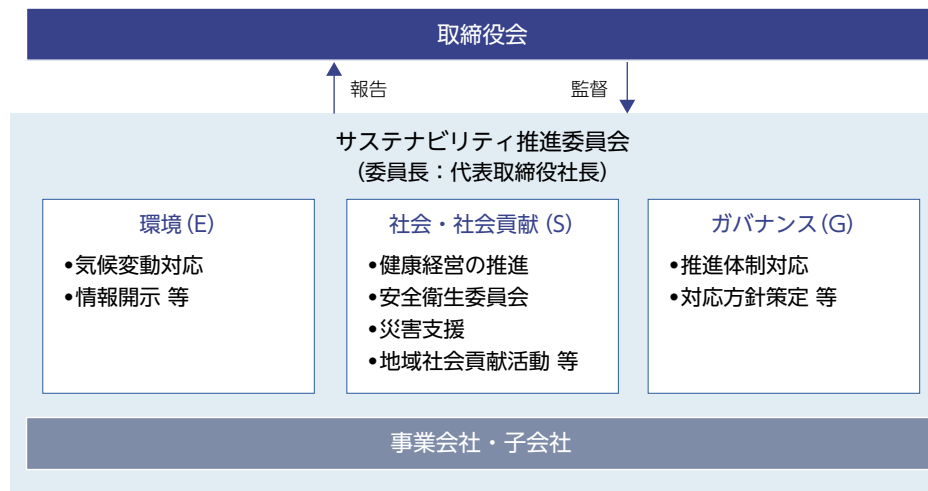 取締役会
報告
監督
サステナビリティ推進委員会
（委員長：代表取締役社長）
環境(E)
•気候変動対応
•情報開示 等
社会・社会貢献(S)
•健康経営の推進
•安全衛生委員会
•災害支援
•地域社会貢献活動 等
ガバナンス(G)
•推進体制対応
•対応方針策定 等
事業会社・子会社